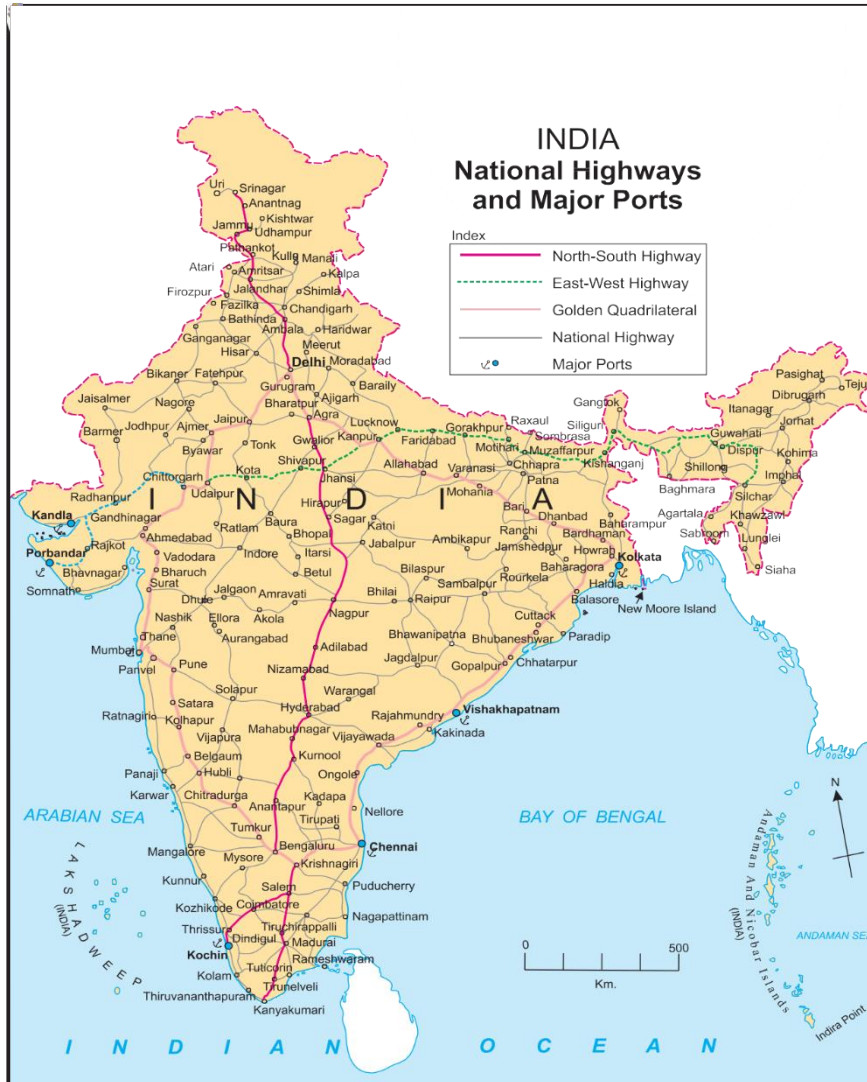 INDIA
National Highways
and Major Ports
Index
North-South Highway
East-West Highway
Golden Quadrilateral
National Highway
Major Ports
Uri
Srinagar
Anantnag
Kishtwar
Jammu
Udhampur
Pathankot
Kullo
Manali
Atari
Amritsar
Kalpa
Firozpur
Jalandhar
Shimla
Fazilka
Chandigarh
Bathinda
Ambala
Haridwar
Ganganagar
Hisar
Meerut
Delhi
Moradabad
Bikaner
Fatehpur
Gurugram
Baraily
Jaisalmer
Nagore
Bharatpur
Ajigarh
Jaipur
Agra
Lucknow
Gorakhpur
Raxaul
Gangtok
Siliguri
Pasighat
Teju
Dibrugarh
Itanagar
Barmer
Jodhpur
Ajmer
Tonk
Gwalior
Kanpur
Faridabad
Sombrasa
Motihari
Muzaffarpur
Guwahati
Jorhat
Byawar
Kota
Shivapur
Dispur
Kohima
Chittorgarh
Jhansi
Allahabad
Varanasi
Chhapra
Kishanganj
Shillong
Imphal
Radhanpur
Udaipur
Patna
Baghmara
Silchar
I N D I A
Mohania
Hirapur
Kandla
Gandhinagar
Baura
Sagar
Katni
Bari
Dhanbad
Baharampur
Agartala
Khawzawl
Ahmedabad
Ratlam
Bhopal
Ranchi
Bardhaman
Sabroom
Lunglei
Porbandar
Rajkot
Vadodara
Indore
Itarsi
Jabalpur
Ambikapur
Jamshedpur
Howrah
Kolkata
Baharagora
Siaha
Bhavnagar
Bharuch
Betul
Bilaspur
Rourkela
Haldia
Somnath
Surat
Jalgaon
Amravati
Sambalpur
Balasore
Dhule
Nagpur
Bhilai
Raipur
New Moore Island
Nashik
Ellora
Akola
Cuttack
Thane
Aurangabad
Adilabad
Bhawanipatna
Bhubaneshwar
Paradip
Mumbai
Panvel
Pune
Nizamabad
Jagdalpur
Gopalpur
Chhatarpur
Satara
Solapur
Warangal
Ratnagiri
Kolhapur
Hyderabad
Rajahmundry
Vishakhapatnam
Vijapura
Mahabubnagar
Vijayawada
Kakinada
Belgaum
Kurnool
Panaji
Hubli
Ongole
Karwar
Chitradurga
Anantapur
Kadapa
Nellore
ARABIAN SEA
BAY OF BENGAL
N
Tumkur
Tirupati
Mangalore
Bengaluru
Chennai
Mysore
Krishnagiri
Kunnur
Salem
Puducherry
Kozhikode
Coimbatore
Nagapattinam
Thrissur
Tiruchirappalli
Dindigul
Madurai
Kochin
Rameshwaram
Kolam
Tuticorin
Tirunelveli
Thiruvananthapuram
Kanyakumari
LAKSHADWEEP
(INDIA)
0 500
Km.
Andaman And Nicobar Islands
(INDIA)
ANDAMAN SEA
Indira Point
I N D I A N O C E A N